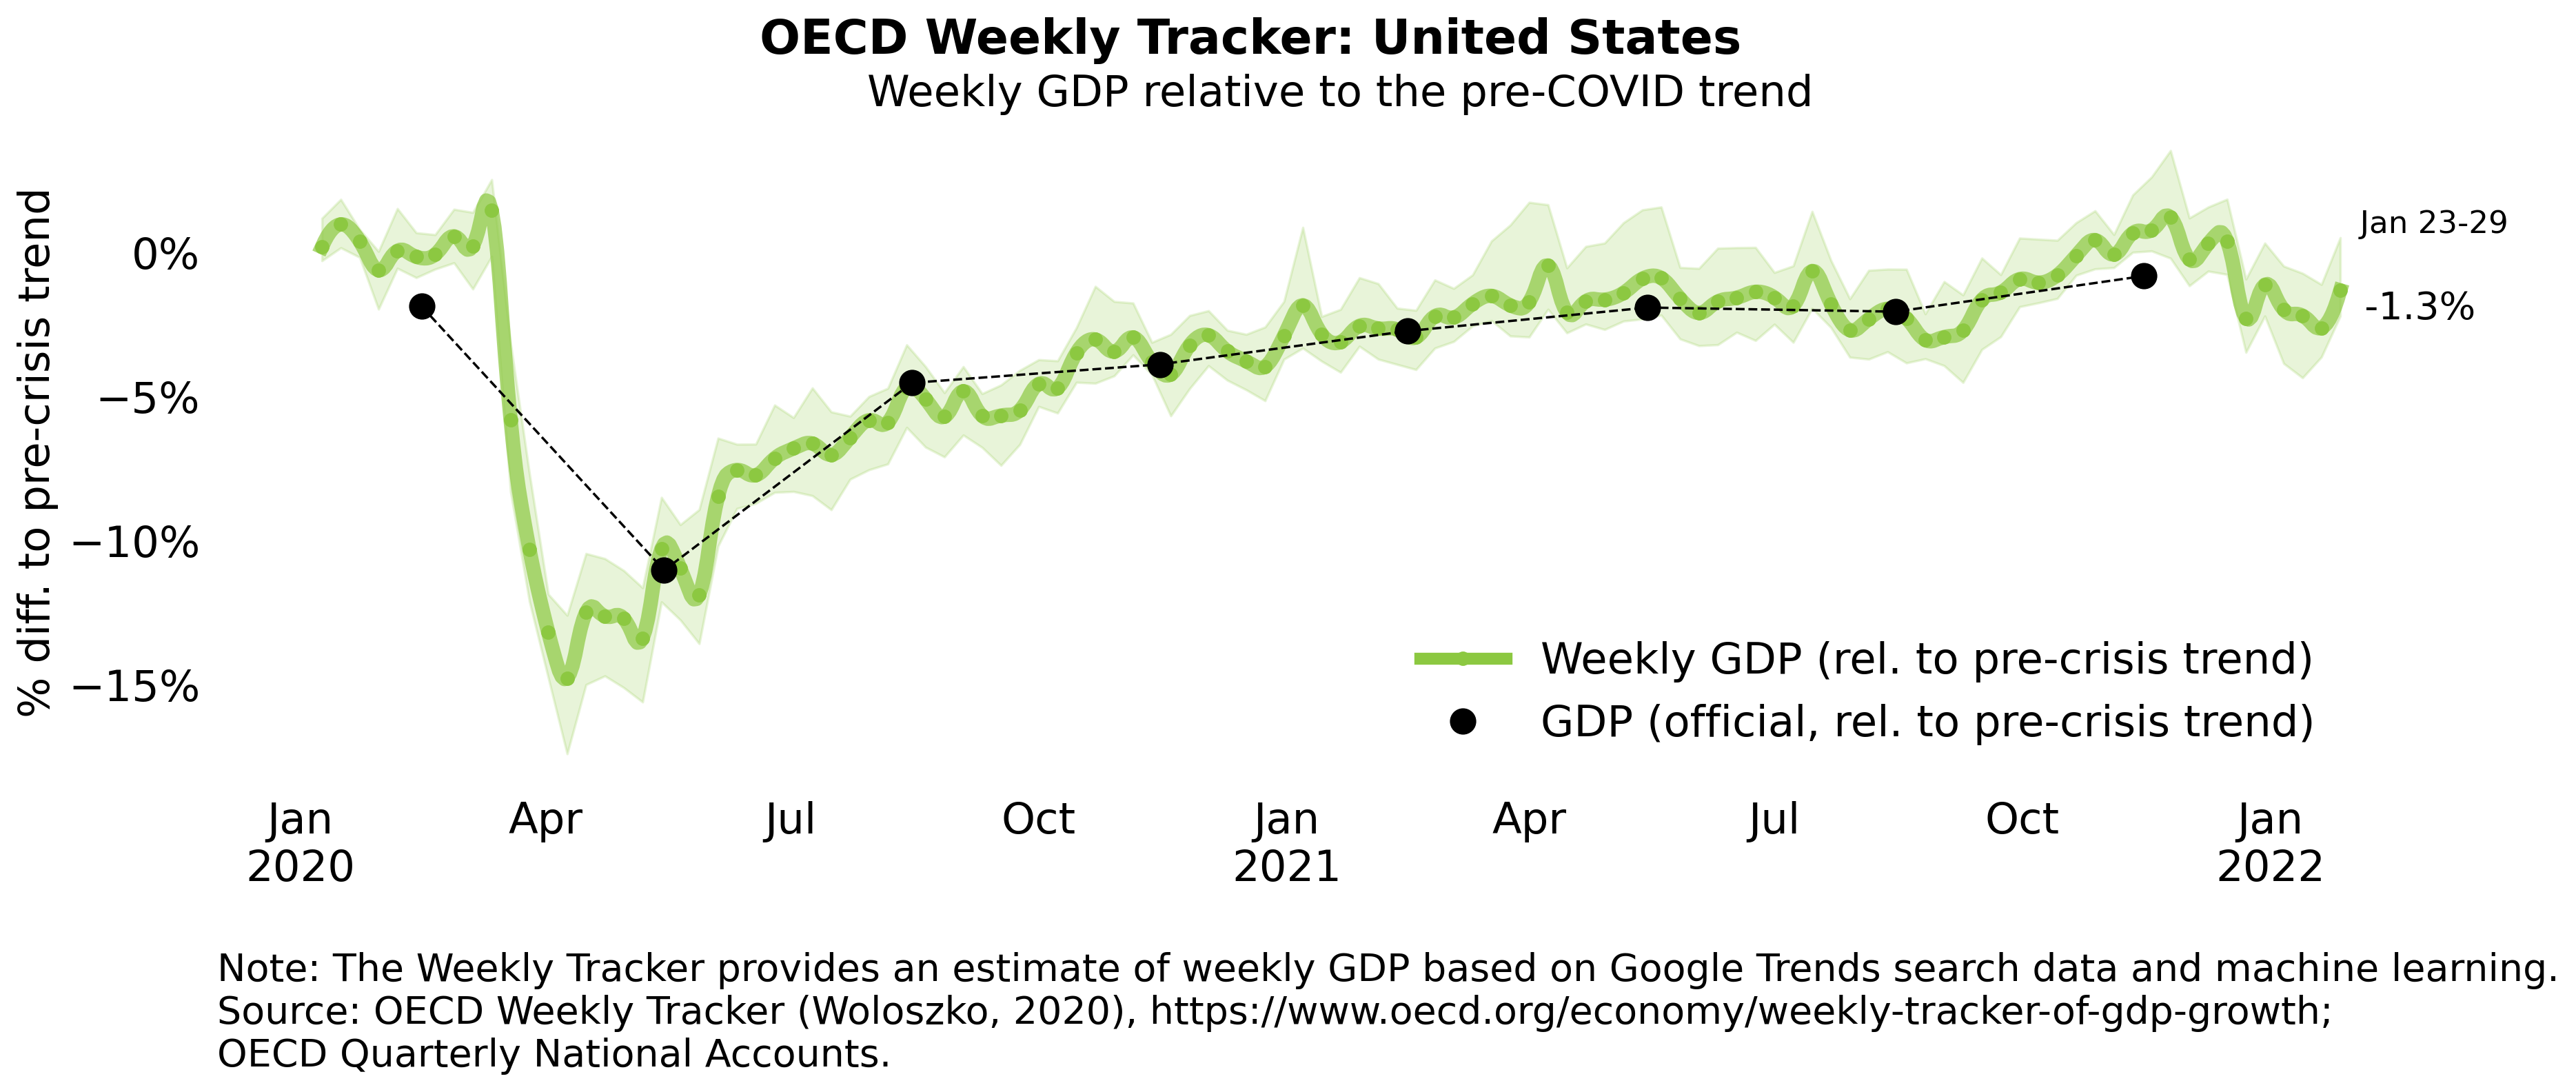 OECD Weekly Tracker: United States
Weekly GDP relative to the pre-COVID trend
% diff. to pre-crisis trend
0%
−5%
−10%
−15%
Jan 23-29
-1.3%
Weekly GDP (rel. to pre-crisis trend)
GDP (official, rel. to pre-crisis trend)
Jan Apr Jul Oct Jan Apr Jul Oct Jan
2020 2021 2022
Note: The Weekly Tracker provides an estimate of weekly GDP based on Google Trends search data and machine learning.
Source: OECD Weekly Tracker (Woloszko, 2020), https://www.oecd.org/economy/weekly-tracker-of-gdp-growth;
OECD Quarterly National Accounts.